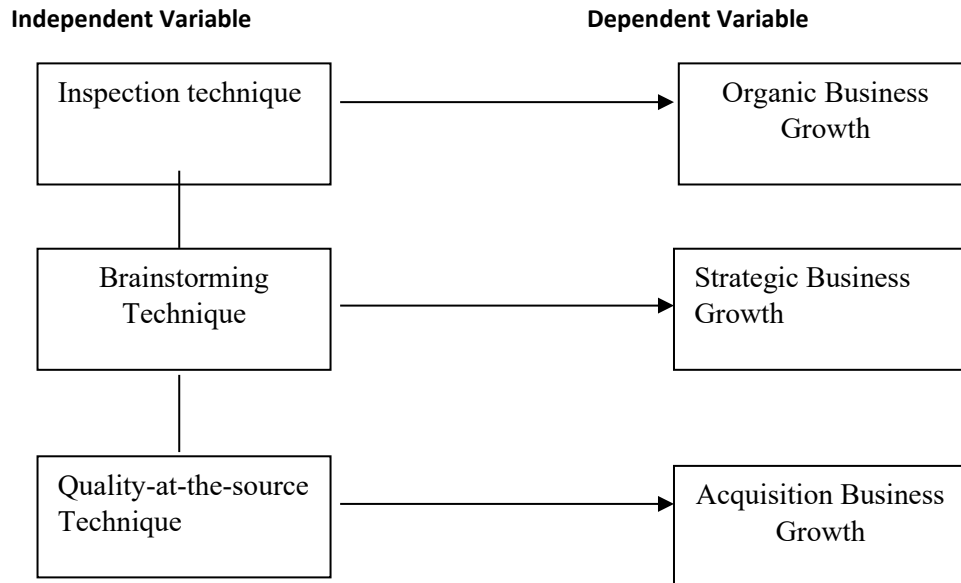 Independent Variable
Dependent Variable
Inspection technique
Organic Business
Growth
Brainstorming
Technique
Strategic Business
Growth
Quality-at-the-source
Technique
Acquisition Business
Growth